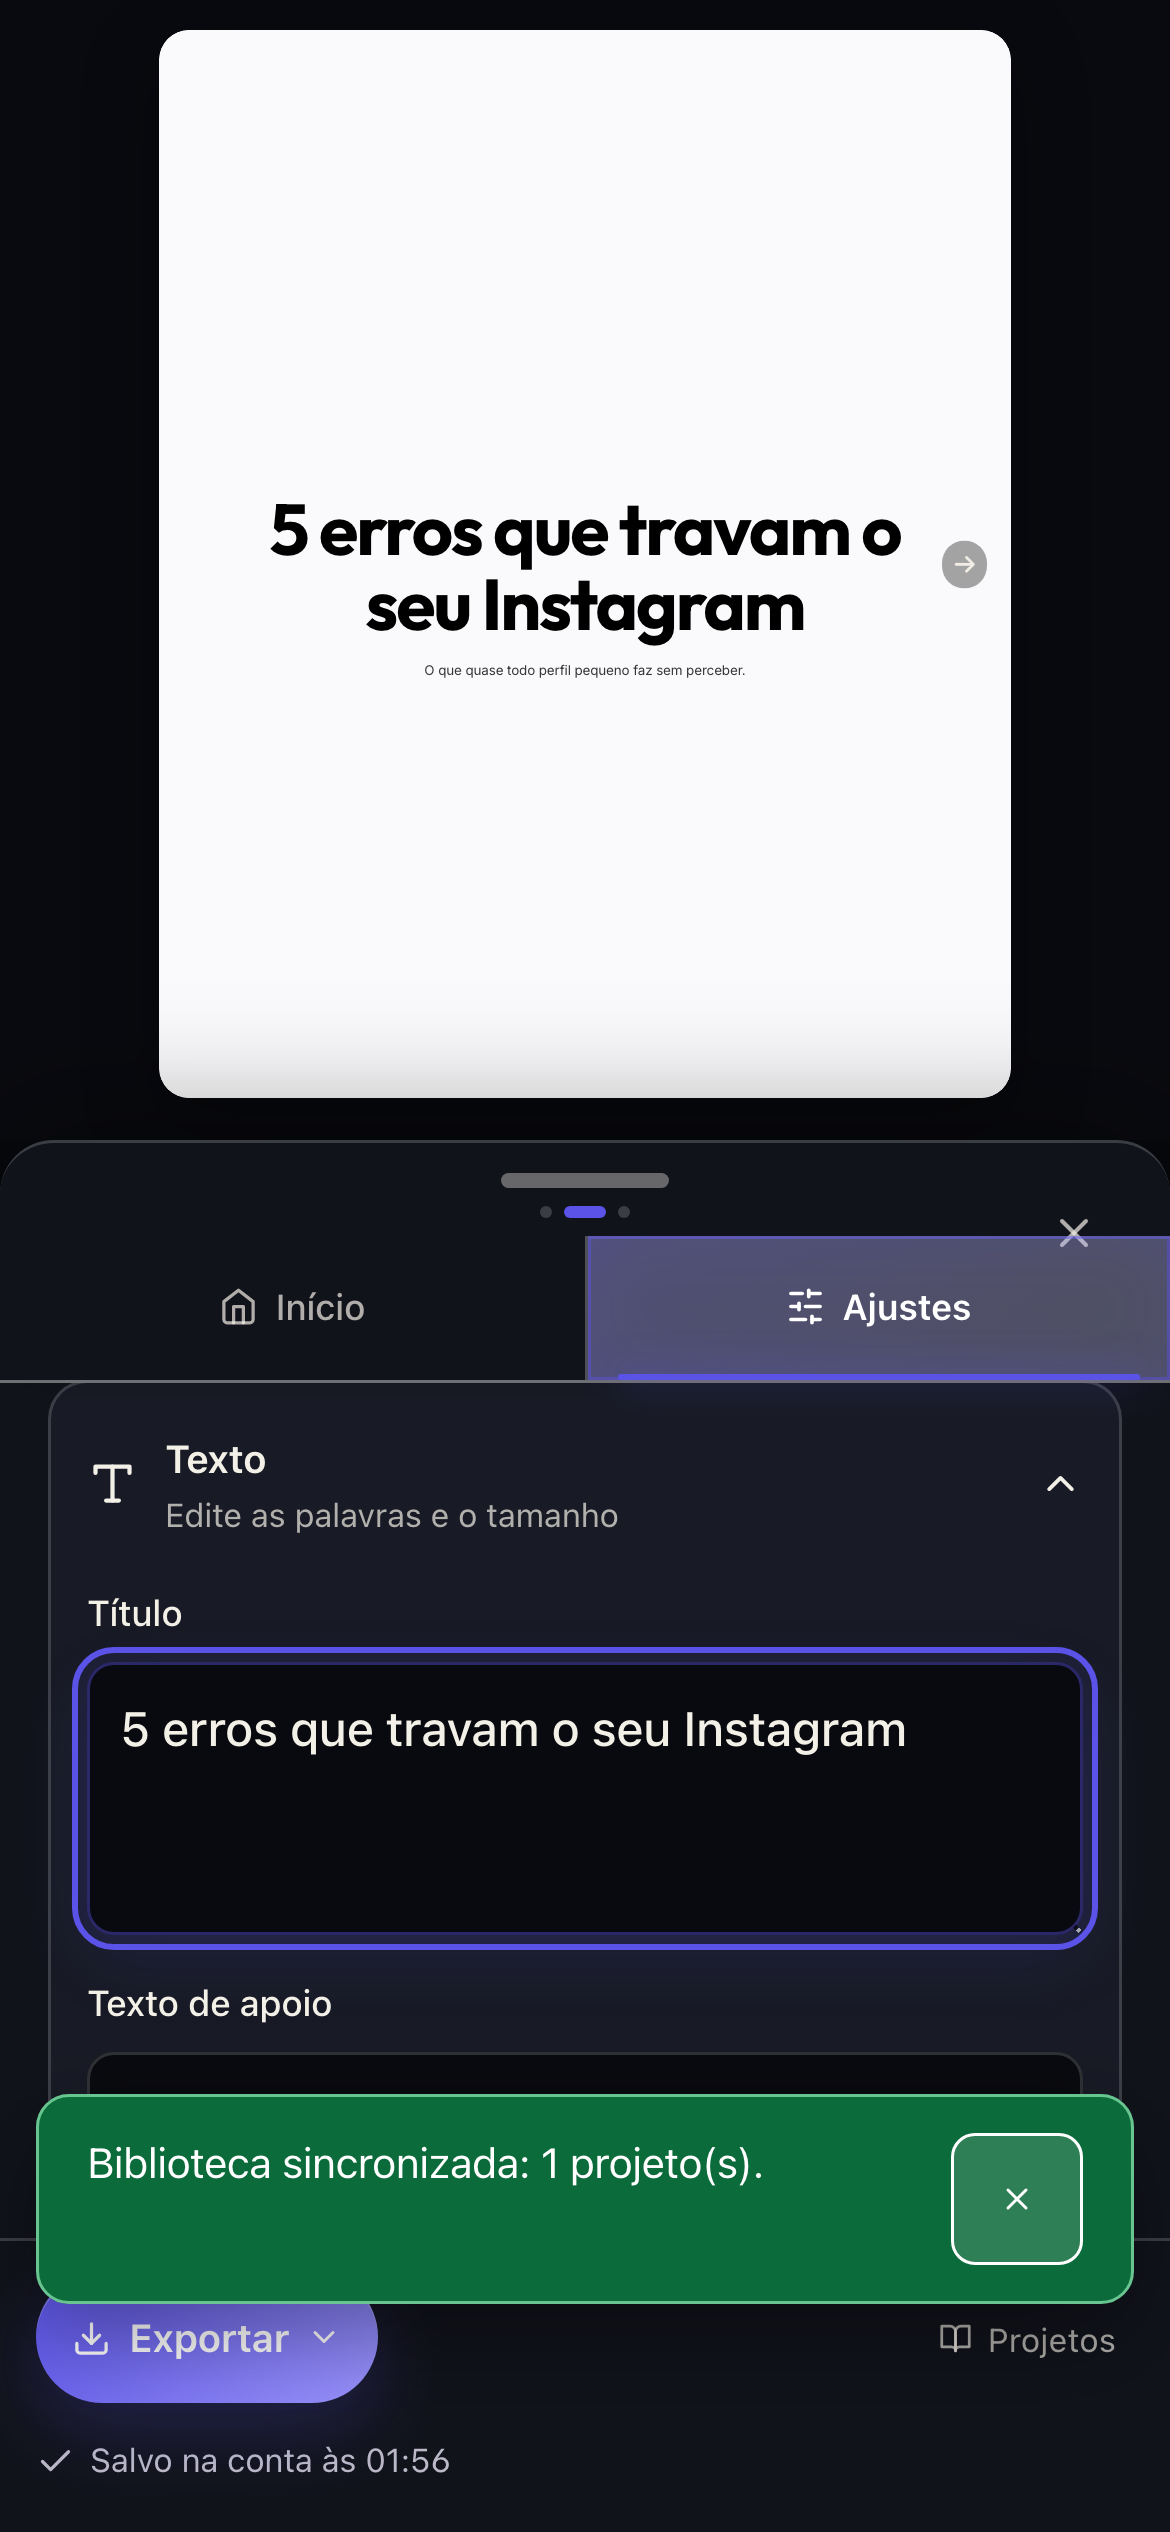 5 erros que travam o
seu Instagram
O que quase todo perfil pequeno faz sem perceber.
Início
Ajustes
Texto
Edite as palavras e o tamanho
Título
5 erros que travam o seu Instagram
Texto de apoio
Biblioteca sincronizada: 1 projeto(s).
Exportar
Projetos
Salvo na conta às 01:56